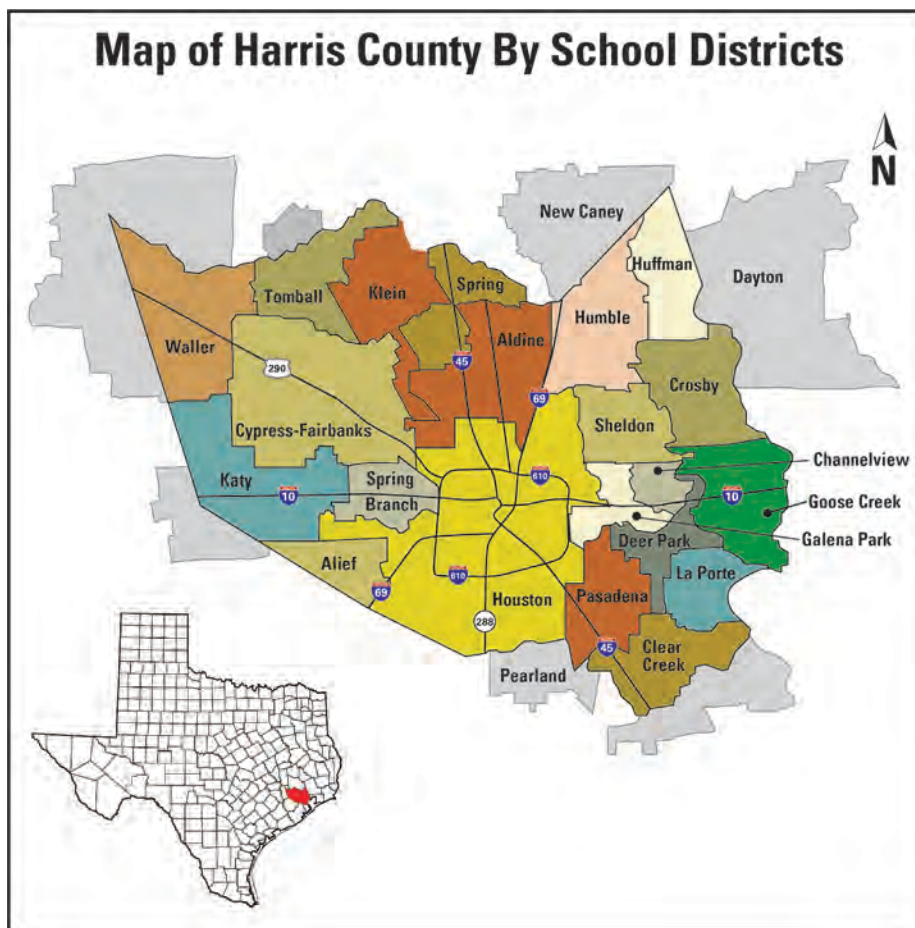 Map of Harris County By School Districts
N
New Caney
Huffman
Dayton
Spring
Klein
Tomball
Humble
Aldine
Waller
45
290
Crosby
69
Sheldon
Cypress-Fairbanks
Channelview
Spring
Branch
Katy
610
10
10
Goose Creek
Galena Park
Deer Park
Alief
La Porte
610
69
Houston
Pasadena
288
45
Clear
Creek
Pearland